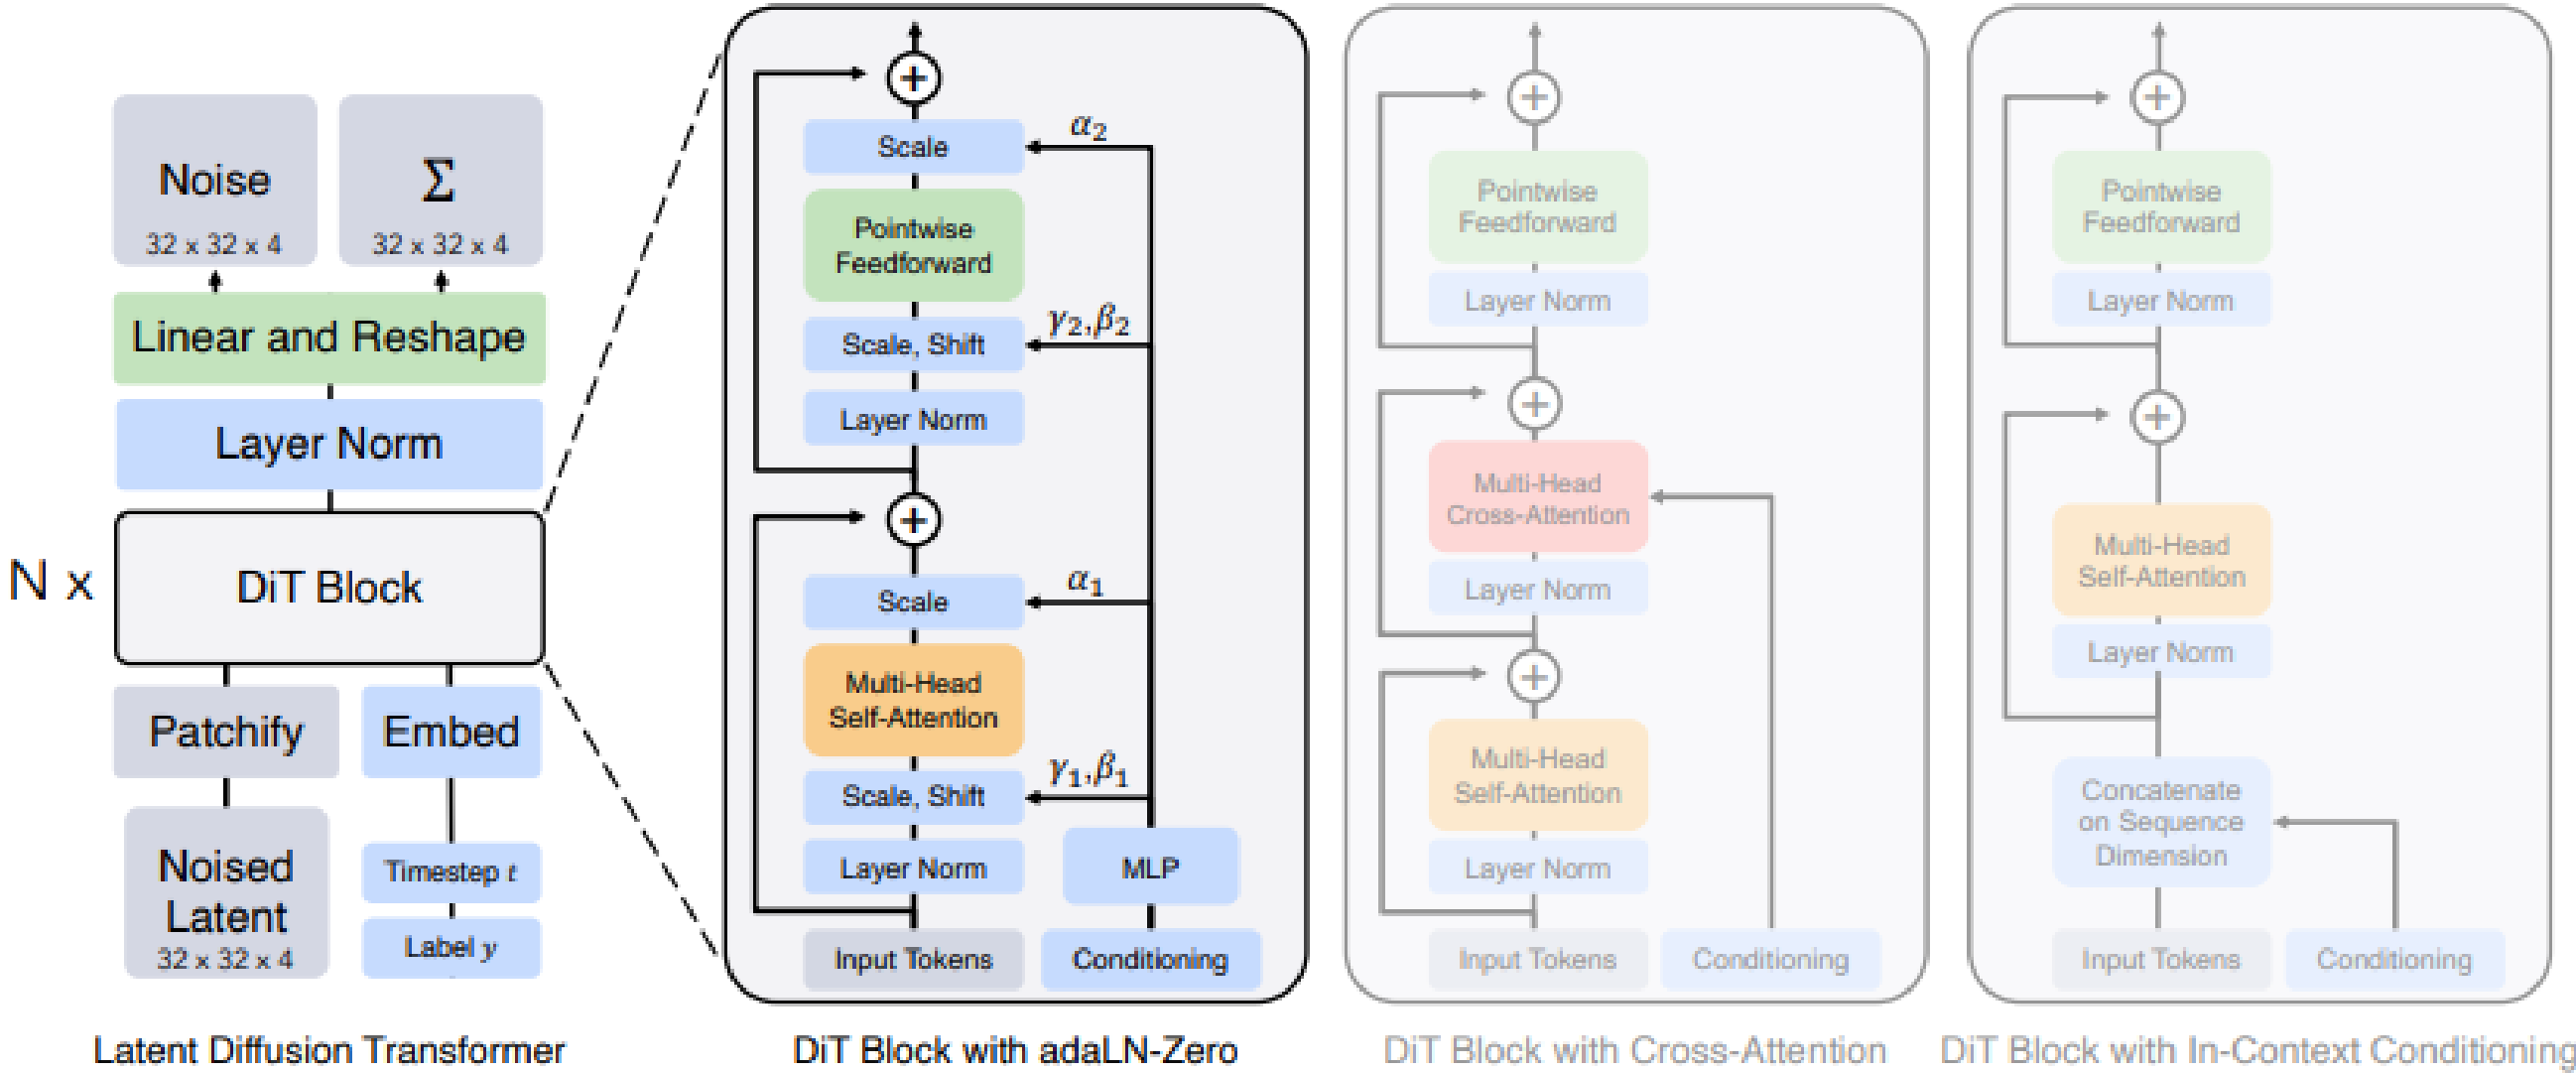 Noise
32 x 32 x 4
Σ
32 x 32 x 4
Linear and Reshape
Layer Norm
N x
DiT Block
Patchify
Embed
Noised
Latent
32 x 32 x 4
Timestep t
Label y
Latent Diffusion Transformer
+
Scale
α₂
Pointwise
Feedforward
Scale, Shift
γ₂,β₂
Layer Norm
+
Scale
α₁
Multi-Head
Self-Attention
Scale, Shift
γ₁,β₁
Layer Norm
MLP
Input Tokens
Conditioning
DiT Block with adaLN-Zero
+
Pointwise
Feedforward
Layer Norm
+
Multi-Head
Cross-Attention
Layer Norm
+
Multi-Head
Self-Attention
Layer Norm
Input Tokens
Conditioning
DiT Block with Cross-Attention
+
Pointwise
Feedforward
Layer Norm
+
Multi-Head
Self-Attention
Layer Norm
Concatenate
on Sequence
Dimension
Input Tokens
Conditioning
DiT Block with In-Context Conditioning